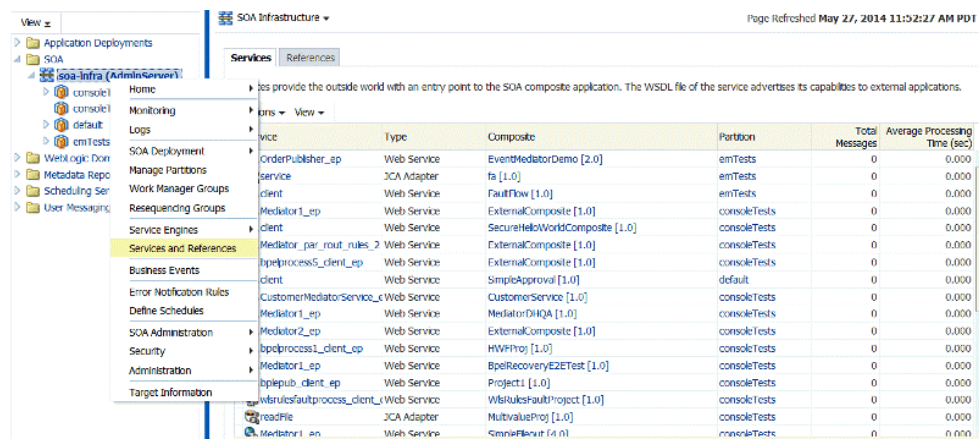 View
Application Deployments
SOA
soa-infra (AdminServer)
default
emTests
WebLogic Dom
Metadata Repo
Scheduling Ser
User Messaging
Home
Monitoring
Logs
SOA Deployment
Manage Partitions
Work Manager Groups
Resequencing Groups
Service Engines
Services and References
Business Events
Error Notification Rules
Define Schedules
SOA Administration
Security
Administration
Target Information
SOA Infrastructure
Page Refreshed May 27, 2014 11:52:27 AM PDT
Services References
es provide the outside world with an entry point to the SOA composite application. The WSDL file of the service advertises its capabilities to external applications.
ons View
vice Type Composite Partition Total Messages Average Processing Time (sec)
OrderPublisher_ep Web Service EventMediatorDemo [2.0] emTests 0 0.000
service JCA Adapter fa [1.0] emTests 0 0.000
client Web Service FaultFlow [1.0] emTests 0 0.000
Mediator1_ep Web Service ExternalComposite [1.0] consoleTests 0 0.000
client Web Service SecureHelloWorldComposite [1.0] consoleTests 0 0.000
Mediator_par_rout_rules_2 Web Service ExternalComposite [1.0] consoleTests 0 0.000
bpelprocess5_client_ep Web Service ExternalComposite [1.0] consoleTests 0 0.000
client Web Service SimpleApproval [1.0] default 0 0.000
CustomerMediatorService_e Web Service CustomerService [1.0] consoleTests 0 0.000
Mediator1_ep Web Service MediatorDHQA [1.0] consoleTests 0 0.000
Mediator2_ep Web Service ExternalComposite [1.0] consoleTests 0 0.000
bpelprocess1_client_ep Web Service HWFProj [1.0] consoleTests 0 0.000
Mediator1_ep Web Service BpelRecoveryE2ETest [1.0] consoleTests 0 0.000
bpiepub_client_ep Web Service Project1 [1.0] consoleTests 0 0.000
wlsrulesfaultprocess_client_ Web Service WlsRulesFaultProject [1.0] consoleTests 0 0.000
readFile JCA Adapter MultivalueProj [1.0] consoleTests 0 0.000
Mediator1_ep Web Service SimpleFileout [4.0] consoleTests 0 0.000